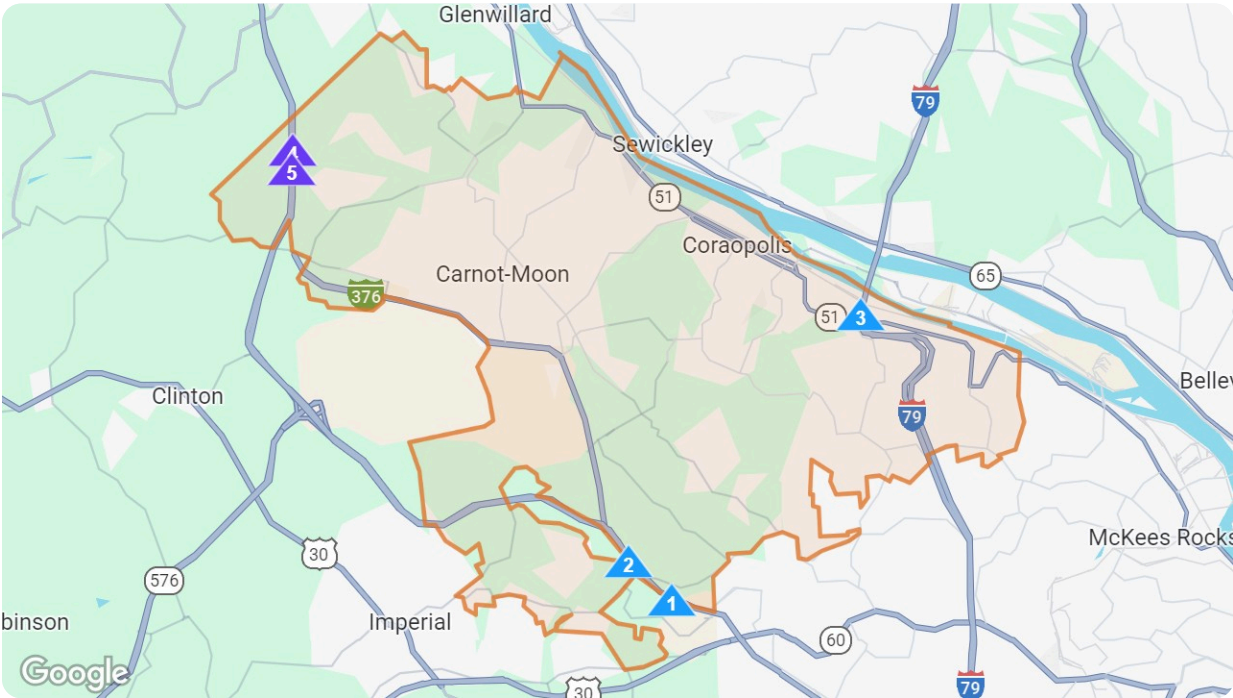 Glenwillard
79
4
5
Sewickley
51
Coraopolis
65
Carnot-Moon
376
51
3
Clinton
Bellev
79
30
McKees Rocks
576
2
1
binson
Imperial
60
Google
30
79